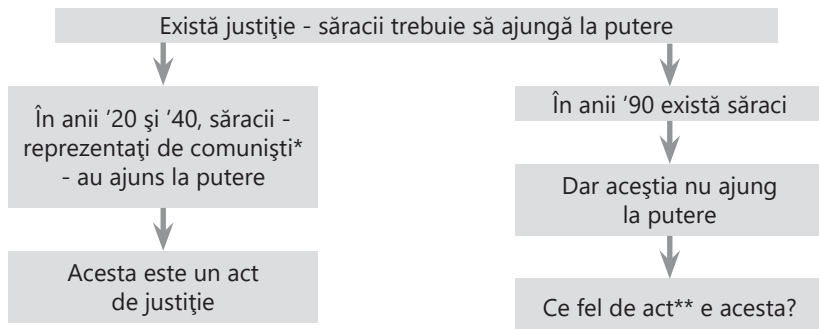 Există justiţie - săracii trebuie să ajungă la putere
În anii '20 şi '40, săracii -
reprezentaţi de comunişti*
- au ajuns la putere
Acesta este un act
de justiţie
În anii '90 există săraci
Dar aceştia nu ajung
la putere
Ce fel de act** e acesta?